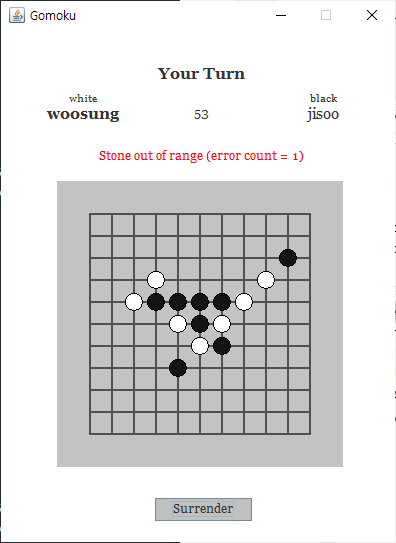 Gomoku
Your Turn
white
black
woosung
53
jisoo
Stone out of range (error count = 1)
Surrender